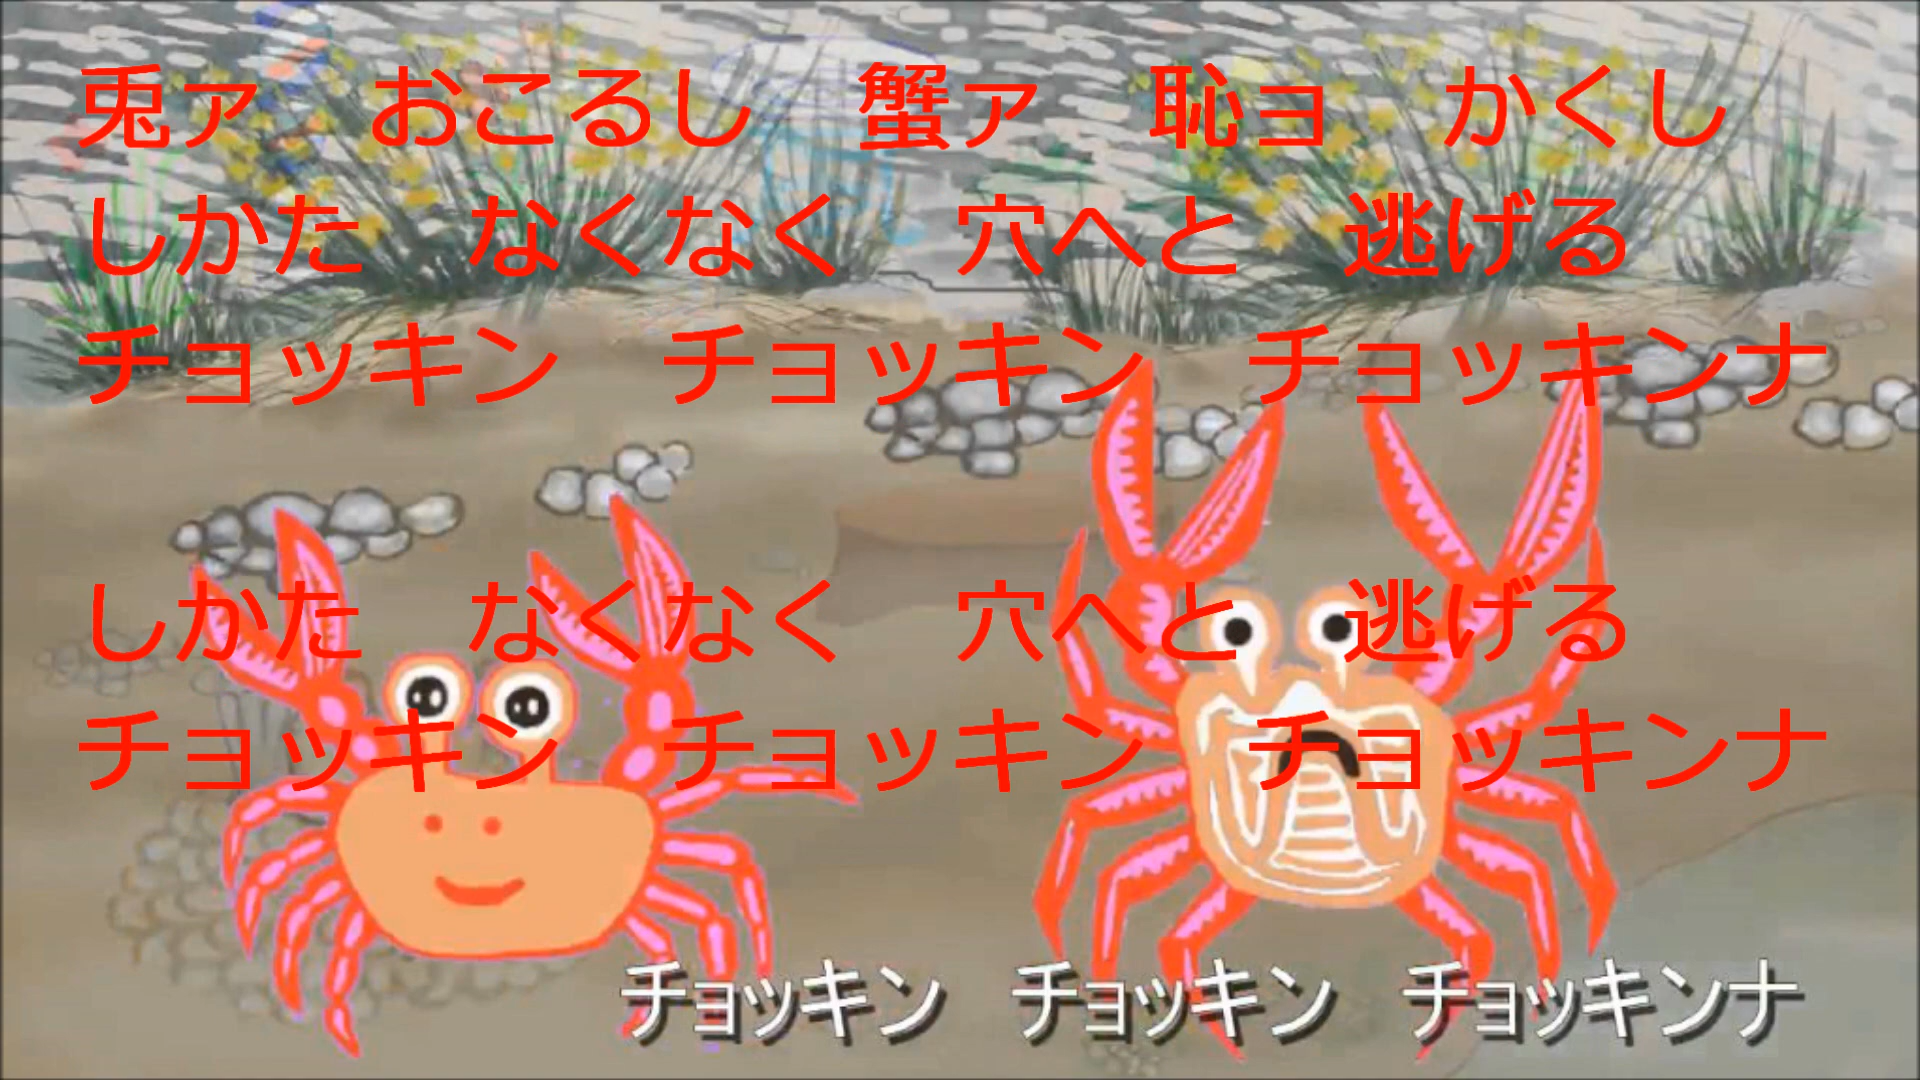 兎ァ　おこるし　蟹ァ　恥ヨ　かくし
しかた　なくなく　穴へと　逃げる
チョッキン　チョッキン　チョッキンナ
しかた　なくなく　穴へと　逃げる
チョッキン　チョッキン　チョッキンナ
チョッキン　チョッキン　チョッキンナ